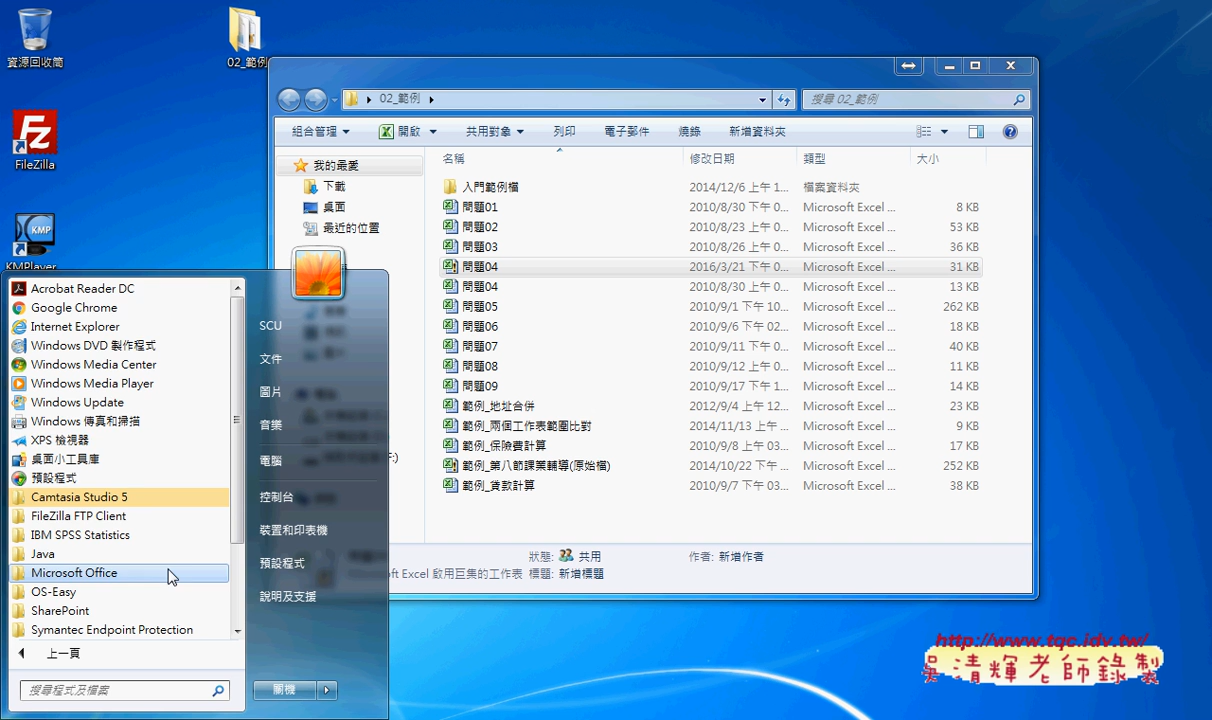 資源回收筒
02_範例
FileZilla
KMPlayer
02_範例
搜尋 02_範例
組合管理
開啟
共用對象
列印
電子郵件
燒錄
新增資料夾
我的最愛
下載
桌面
最近的位置
名稱 修改日期 類型 大小
入門範例檔 2014/12/6 上午 1... 檔案資料夾
問題01 2010/8/30 下午 0... Microsoft Excel ... 8 KB
問題02 2010/8/23 上午 0... Microsoft Excel ... 53 KB
問題03 2010/8/26 上午 0... Microsoft Excel ... 36 KB
問題04 2016/3/21 下午 0... Microsoft Excel ... 31 KB
問題04 2010/8/30 上午 0... Microsoft Excel ... 13 KB
問題05 2010/9/1 下午 10... Microsoft Excel ... 262 KB
問題06 2010/9/6 下午 02... Microsoft Excel ... 18 KB
問題07 2010/9/11 下午 0... Microsoft Excel ... 40 KB
問題08 2010/9/12 上午 0... Microsoft Excel ... 11 KB
問題09 2010/9/17 上午 1... Microsoft Excel ... 14 KB
範例_地址合併 2012/9/4 上午 12... Microsoft Excel ... 23 KB
範例_兩個工作表範圍比對 2014/11/13 上午 ... Microsoft Excel ... 9 KB
範例_保險費計算 2010/9/8 上午 03... Microsoft Excel ... 17 KB
範例_第八節課業輔導(原始檔) 2014/10/22 下午 ... Microsoft Excel ... 252 KB
範例_貸款計算 2010/9/7 下午 03... Microsoft Excel ... 38 KB
狀態: 共用 作者: 新增作者
Microsoft Excel 啟用巨集的工作表 標題: 新增標題
Acrobat Reader DC
Google Chrome
Internet Explorer
Windows DVD 製作程式
Windows Media Center
Windows Media Player
Windows Update
Windows 傳真和掃描
XPS 檢視器
桌面小工具庫
預設程式
Camtasia Studio 5
FileZilla FTP Client
IBM SPSS Statistics
Java
Microsoft Office
OS-Easy
SharePoint
Symantec Endpoint Protection
上一頁
搜尋程式及檔案
SCU
文件
圖片
音樂
電腦
控制台
裝置和印表機
預設程式
說明及支援
關機
http://www.tqc.idv.tw/
吳清輝老師錄製